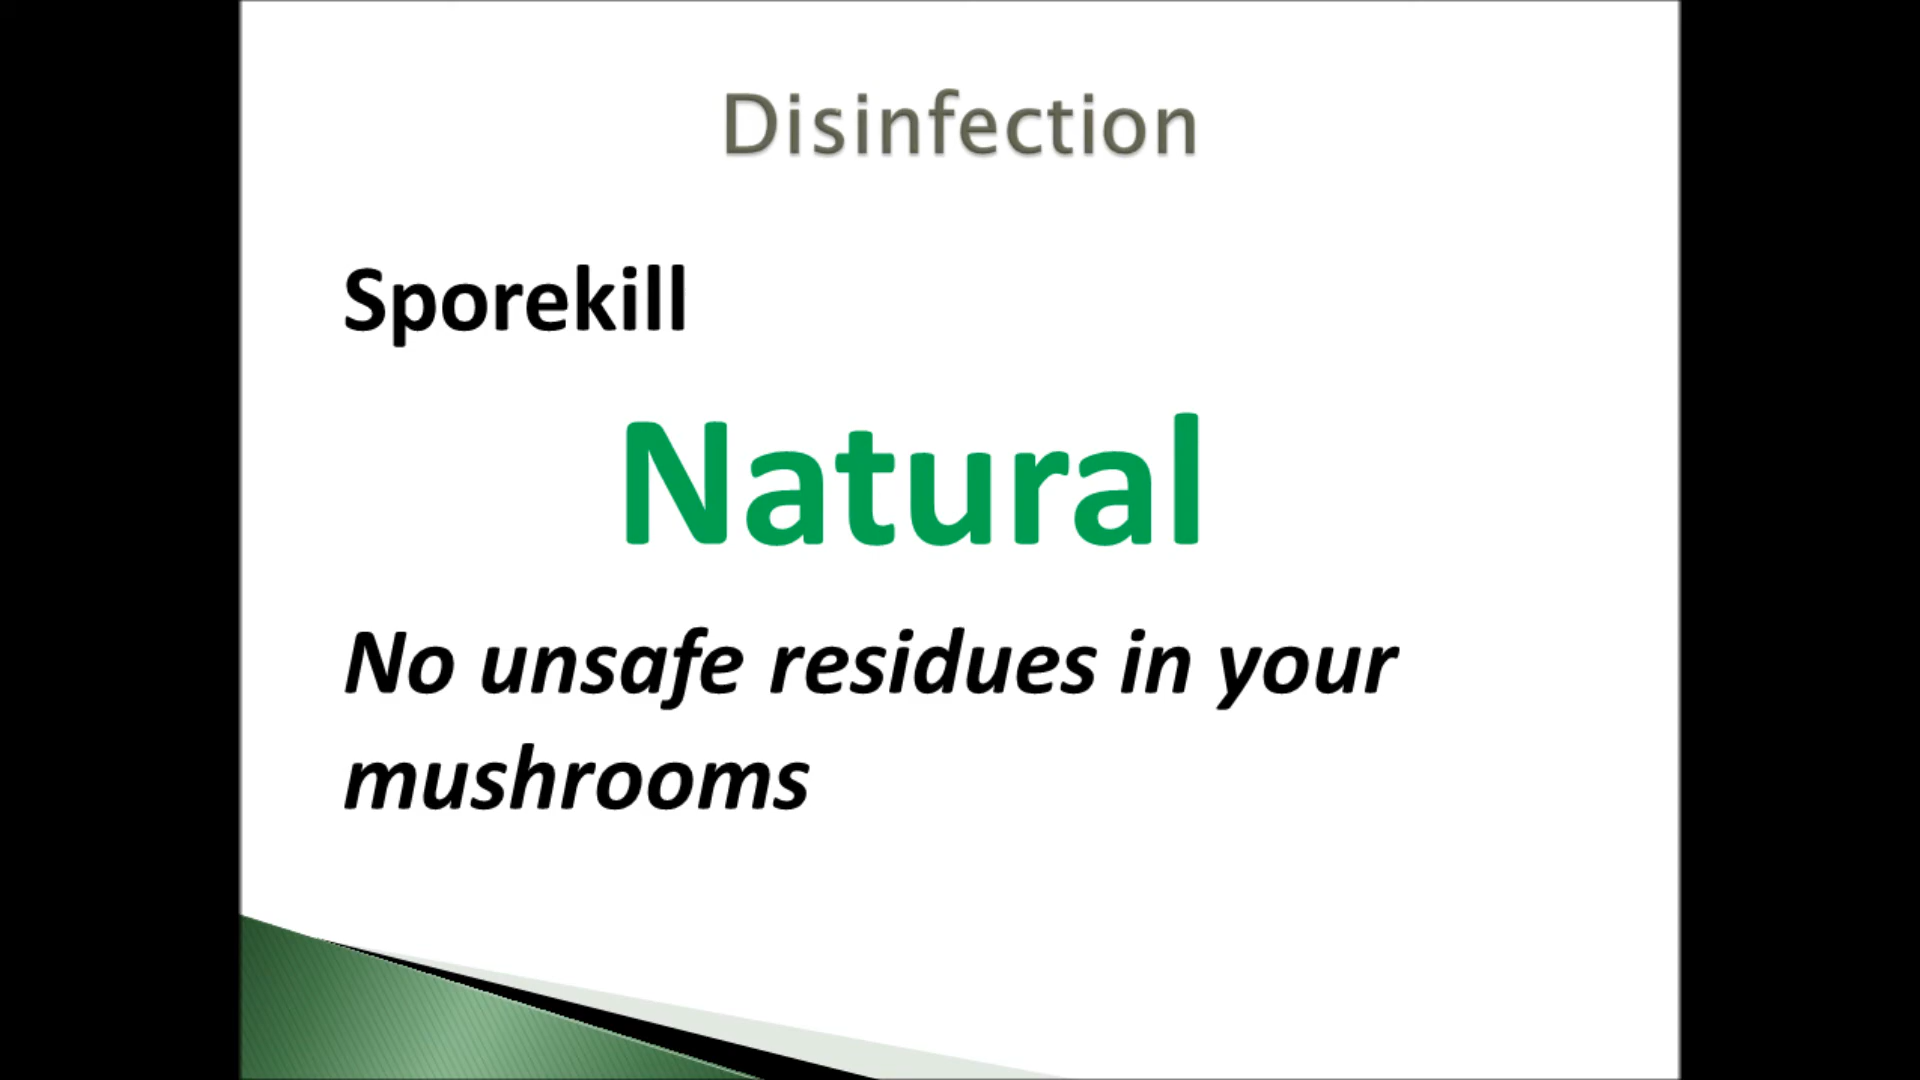 Disinfection
Sporekill
Natural
No unsafe residues in your
mushrooms